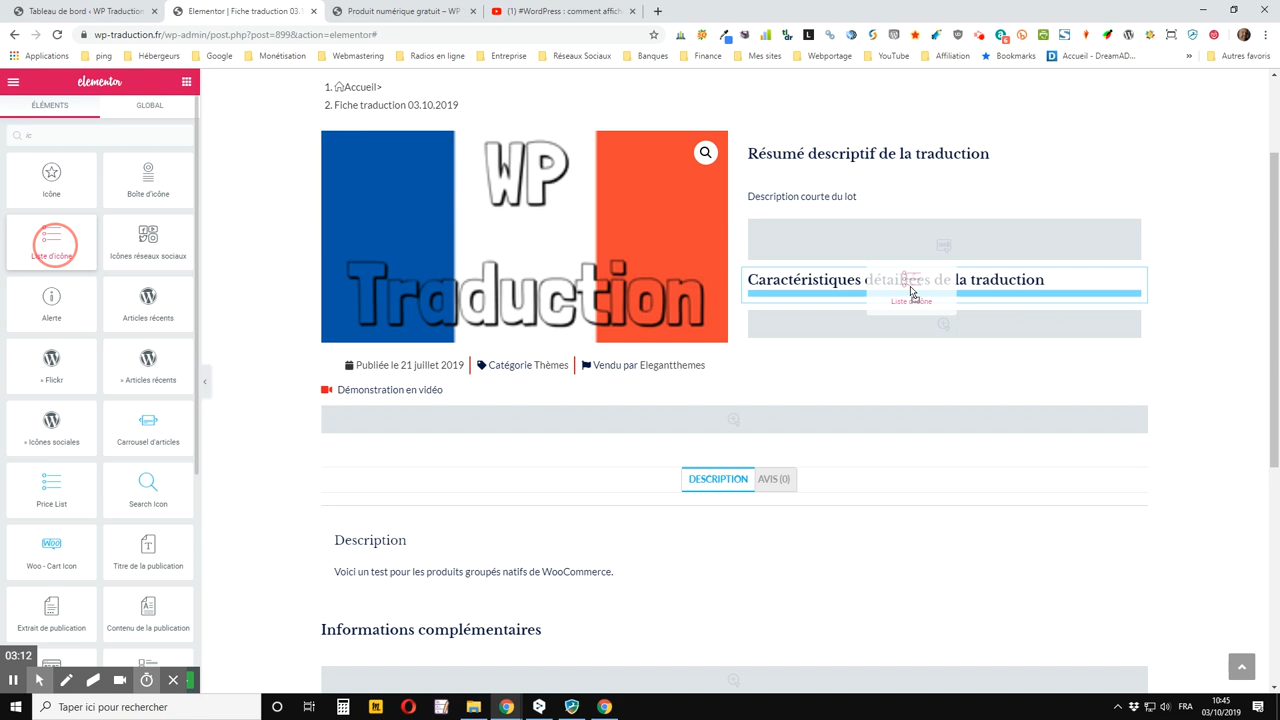 Tableau de bord ‹ WP Traduction
Elementor | Fiche traduction 03.1
Produit numérique gratuit – WP
(1) #WordPress : comment affich
wp-traduction.fr/wp-admin/post.php?post=899&action=elementor#
Applications
ping
Hébergeurs
Google
Monétisation
Webmastering
Radios en lignes
Entreprise
Réseaux Sociaux
Banques
Finance
Mes sites
Webportage
YouTube
Affiliation
Bookmarks
Accueil - DreamAD...
»
Autres favoris
elementor
ÉLÉMENTS
GLOBAL
ic
Icône
Boîte d'icône
Liste d'icône
Icônes réseaux sociaux
Alerte
Articles récents
» Flickr
» Articles récents
» Icônes sociales
Carrousel d'articles
Price List
Search Icon
Woo
Woo - Cart Icon
Titre de la publication
Extrait de publication
Contenu de la publication
03:12
1. Accueil>
2. Fiche traduction 03.10.2019
WP
Traduction
Publiée le 21 juillet 2019
Catégorie Thèmes
Vendu par Elegantthemes
Démonstration en vidéo
Résumé descriptif de la traduction
Description courte du lot
Caractéristiques détaillées de la traduction
Liste d'icône
DESCRIPTION
AVIS (0)
Description
Voici un test pour les produits groupés natifs de WooCommerce.
Informations complémentaires
Taper ici pour rechercher
FRA
10:45
03/10/2019